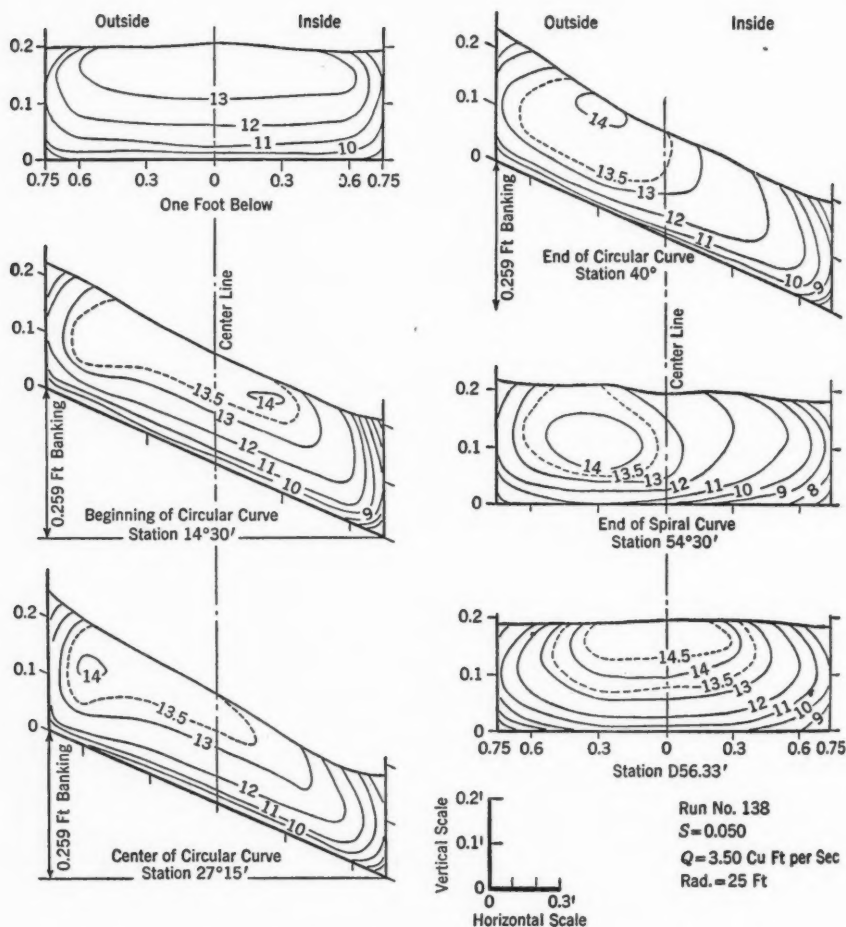 Outside Inside
0.2
0.1
0
13
12
11
10
0.75 0.6 0.3 0 0.3 0.6 0.75
One Foot Below
Center Line
0.2
0.1
0
0.259 Ft Banking
14
13.5
13
12
11
10
9
Beginning of Circular Curve
Station 14°30'
0.2
0.1
0
0.259 Ft Banking
14
13.5
13
12
11
10
Center of Circular Curve
Station 27°15'
Outside Inside
0.2
0.1
0
0.259 Ft Banking
14
13.5
13
12
11
10
9
End of Circular Curve
Station 40°
Center Line
0.2
0.1
0
14
13.5
13
12
11
10
9
8
End of Spiral Curve
Station 54°30'
0.2
0.1
0
14.5
14
13.5
13
12
11
10
9
0.75 0.6 0.3 0 0.3 0.6 0.75
Station D56.33'
Vertical Scale
0.2'
0.1'
0
0 0.3'
Horizontal Scale
Run No. 138
S=0.050
Q=3.50 Cu Ft per Sec
Rad.=25 Ft